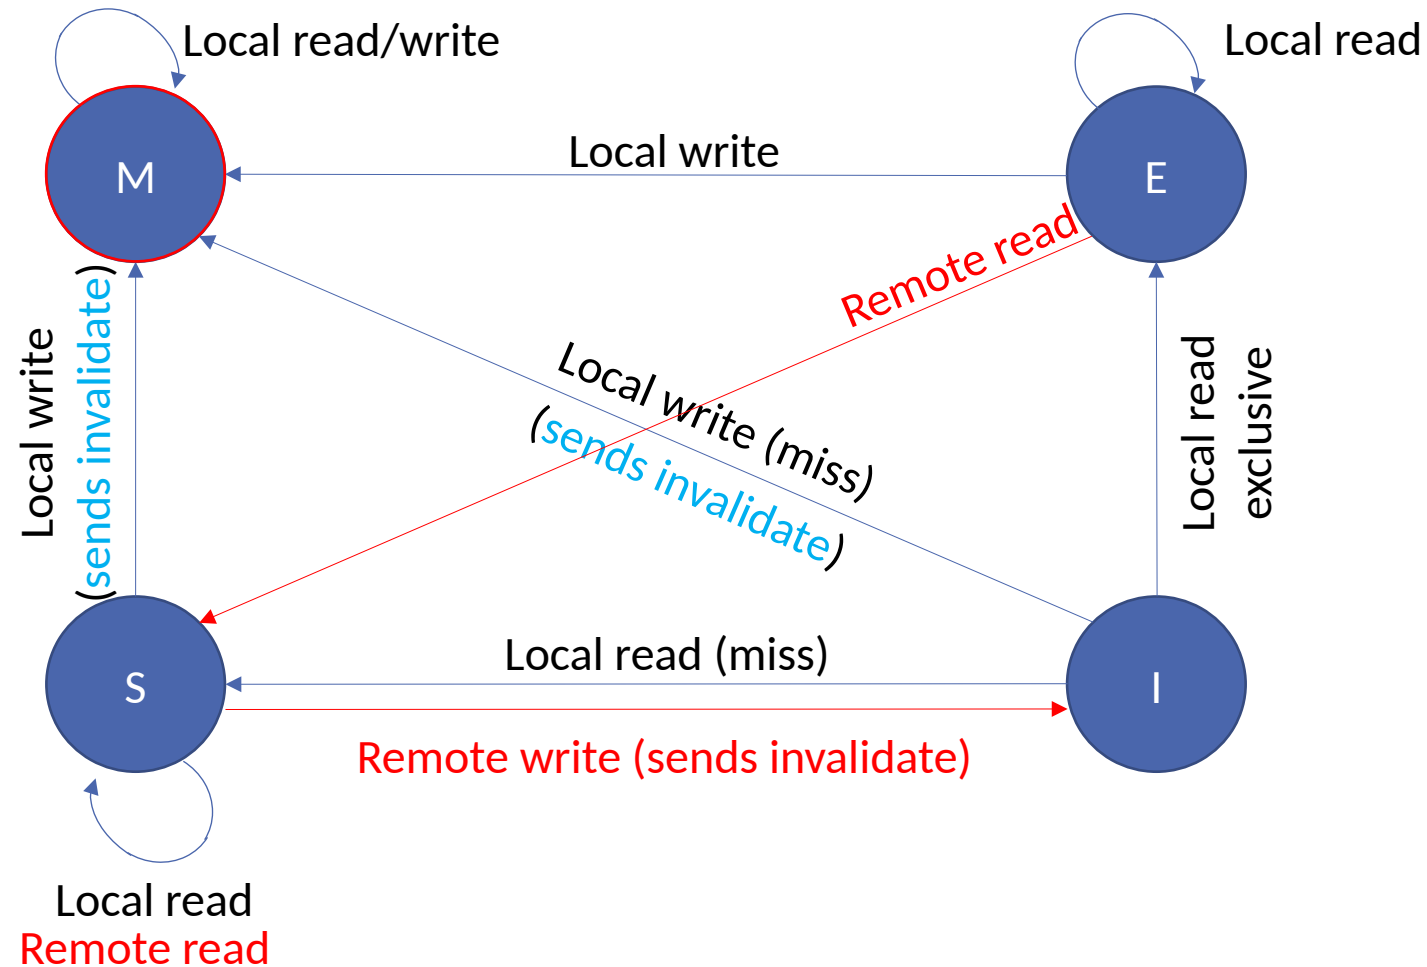 Local read/write
Local read
M
Local write
E
Remote read
Local write
(sends invalidate)
Local write (miss)
(sends invalidate)
Local read
exclusive
S
Local read (miss)
I
Remote write (sends invalidate)
Local read
Remote read